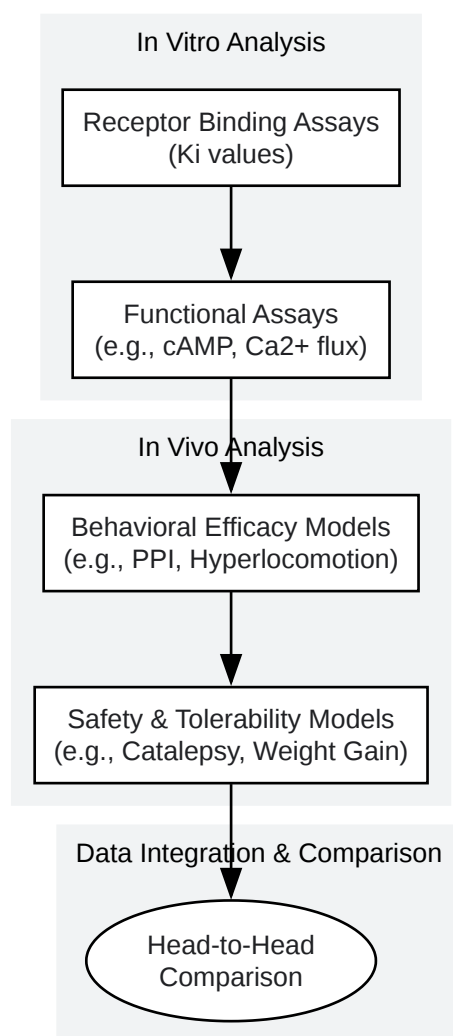 In Vitro Analysis
Receptor Binding Assays
(Ki values)
Functional Assays
(e.g., cAMP, Ca2+ flux)
In Vivo Analysis
Behavioral Efficacy Models
(e.g., PPI, Hyperlocomotion)
Safety & Tolerability Models
(e.g., Catalepsy, Weight Gain)
Data Integration & Comparison
Head-to-Head
Comparison